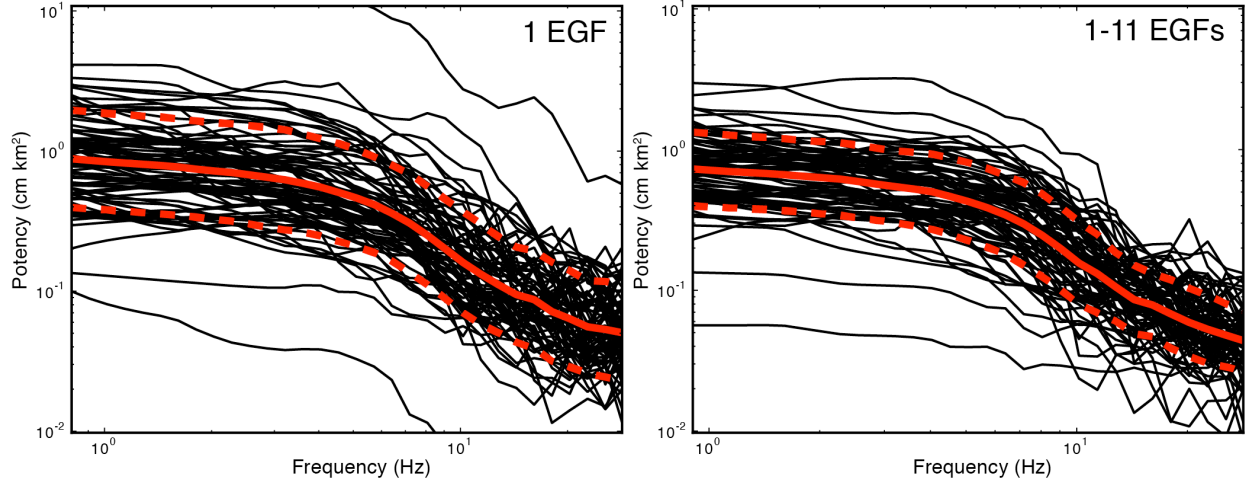 1 EGF
10¹
10⁰
10⁻¹
10⁻²
Potency (cm km²)
10⁰
10¹
Frequency (Hz)
1-11 EGFs
10¹
10⁰
10⁻¹
10⁻²
Potency (cm km²)
10⁰
10¹
Frequency (Hz)